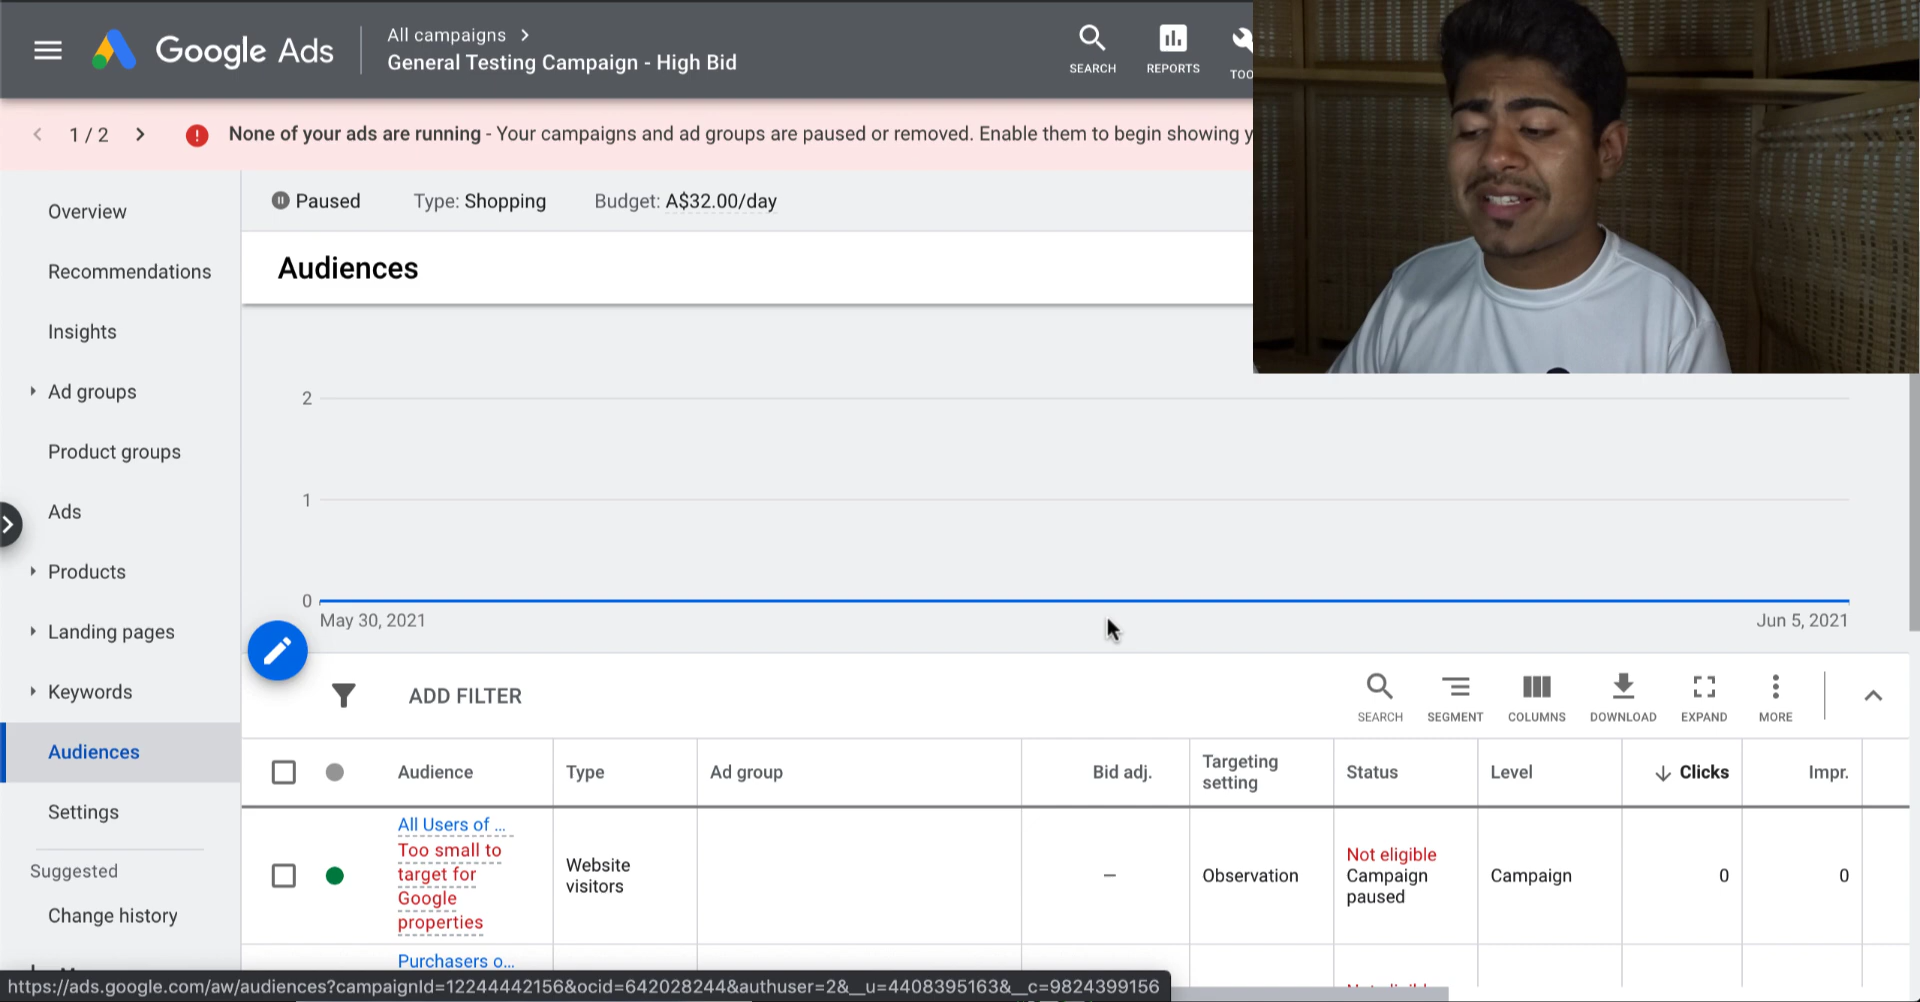 Google Ads
All campaigns >
General Testing Campaign - High Bid
SEARCH
REPORTS
TOO
1 / 2
None of your ads are running - Your campaigns and ad groups are paused or removed. Enable them to begin showing y
Overview
Recommendations
Insights
Ad groups
Product groups
Ads
Products
Landing pages
Keywords
Audiences
Settings
Suggested
Change history
Paused
Type: Shopping
Budget: A$32.00/day
Audiences
2
1
0
May 30, 2021
Jun 5, 2021
ADD FILTER
SEARCH
SEGMENT
COLUMNS
DOWNLOAD
EXPAND
MORE
Audience
Type
Ad group
Bid adj.
Targeting
setting
Status
Level
Clicks
Impr.
All Users of ...
Too small to
target for
Google
properties
Website
visitors
—
Observation
Not eligible
Campaign
paused
Campaign
0
0
Purchasers o...
https://ads.google.com/aw/audiences?campaignId=12244442156&ocid=642028244&authuser=2&__u=4408395163&__c=9824399156